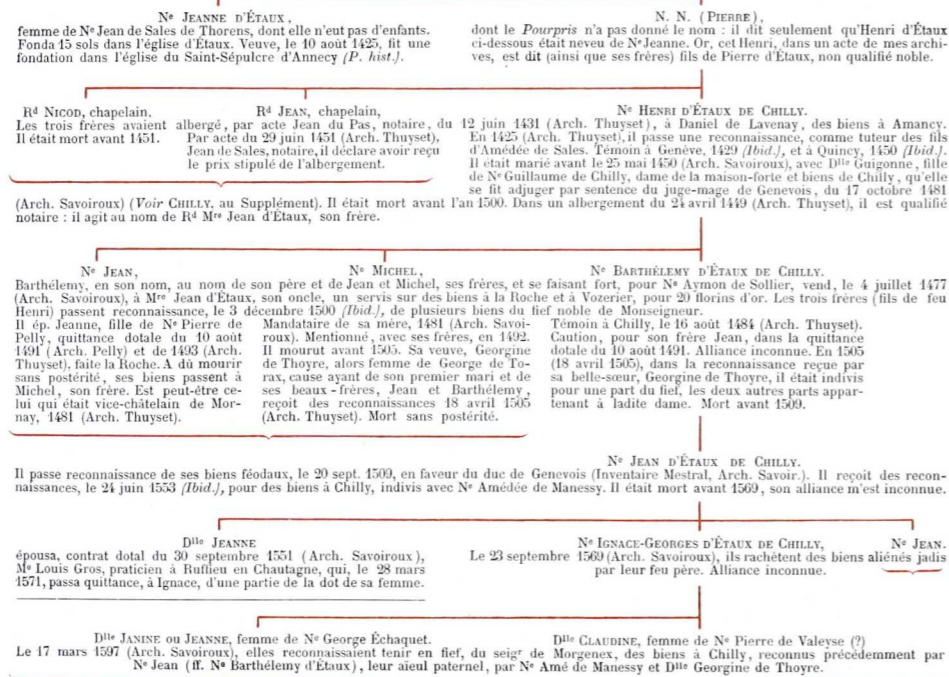 Nᵉ JEANNE D'ÉTAUX,
femme de Nᵉ Jean de Sales de Thorens, dont elle n'eut pas d'enfants.
Fonda 15 sols dans l'église d'Étaux. Veuve, le 10 août 1425, fit une
fondation dans l'église du Saint-Sépulcre d'Annecy (P. hist.).
N. N. (PIERRE),
dont le Pourpris n'a pas donné le nom : il dit seulement qu'Henri d'Étaux
ci-dessous était neveu de Nᵉ Jeanne. Or, cet Henri, dans un acte de mes archi-
ves, est dit (ainsi que ses frères) fils de Pierre d'Étaux, non qualifié noble.
Rᵈ NICOD, chapelain.
Rᵈ JEAN, chapelain,
Nᵉ HENRI D'ÉTAUX DE CHILLY.
Les trois frères avaient albergé, par acte Jean du Pas, notaire, du 12 juin 1431 (Arch. Thuyset), à Daniel de Lavenay, des biens à Amancy.
Il était mort avant 1451.
Par acte du 29 juin 1451 (Arch. Thuyset),
Jean de Sales, notaire, il déclare avoir reçu
le prix stipulé de l'albergement.
En 1425 (Arch. Thuyset), il passe une reconnaissance, comme tuteur des fils
d'Amédée de Sales. Témoin à Genève, 1429 (Ibid.), et à Quincy, 1450 (Ibid.).
Il était marié avant le 25 mai 1450 (Arch. Savoiroux), avec Dˡˡᵉ Guigonne, fille
de Nᵉ Guillaume de Chilly, dame de la maison-forte et biens de Chilly, qu'elle
se fit adjuger par sentence du juge-mage de Genevois, du 17 octobre 1481
(Arch. Savoiroux) (Voir CHILLY, au Supplément). Il était mort avant l'an 1500. Dans un albergement du 24 avril 1449 (Arch. Thuyset), il est qualifié
notaire : il agit au nom de Rᵈ Mʳᵉ Jean d'Étaux, son frère.
Nᵉ JEAN,
Nᵉ MICHEL,
Nᵉ BARTHÉLEMY D'ÉTAUX DE CHILLY.
Barthélemy, en son nom, au nom de son père et de Jean et Michel, ses frères, et se faisant fort, pour Nᵉ Aymon de Sollier, vend, le 4 juillet 1477
(Arch. Savoiroux), à Mʳᵉ Jean d'Étaux, son oncle, un servis sur des biens à la Roche et à Vozerier, pour 20 florins d'or. Les trois frères (fils de feu
Henri) passent reconnaissance, le 3 décembre 1500 (Ibid.), de plusieurs biens du fief noble de Monseigneur.
Il ép. Jeanne, fille de Nᵉ Pierre de
Pelly, quittance dotale du 10 août
1491 (Arch. Pelly) et de 1493 (Arch.
Thuyset), faite la Roche. A dû mourir
sans postérité, ses biens passent à
Michel, son frère. Est peut-être ce-
lui qui était vice-châtelain de Mor-
nay, 1481 (Arch. Thuyset).
Mandataire de sa mère, 1481 (Arch. Savoi-
roux). Mentionné, avec ses frères, en 1492.
Il mourut avant 1505. Sa veuve, Georgine
de Thoyre, alors femme de George de To-
rax, cause ayant de son premier mari et de
ses beaux-frères, Jean et Barthélemy,
reçoit des reconnaissances 18 avril 1505
(Arch. Thuyset). Mort sans postérité.
Témoin à Chilly, le 16 août 1484 (Arch. Thuyset).
Caution, pour son frère Jean, dans la quittance
dotale du 10 août 1491. Alliance inconnue. En 1505
(18 avril 1505), dans la reconnaissance reçue par
sa belle-sœur, Georgine de Thoyre, il était indivis
pour une part du fief, les deux autres parts appar-
tenant à ladite dame. Mort avant 1509.
Nᵉ JEAN D'ÉTAUX DE CHILLY.
Il passe reconnaissance de ses biens féodaux, le 20 sept. 1509, en faveur du duc de Genevois (Inventaire Mestral, Arch. Savoir.). Il reçoit des recon-
naissances, le 24 juin 1553 (Ibid.), pour des biens à Chilly, indivis avec Nᵉ Amédée de Manessy. Il était mort avant 1569, son alliance m'est inconnue.
Dˡˡᵉ JEANNE
épousa, contrat dotal du 30 septembre 1551 (Arch. Savoiroux),
Mᵉ Louis Gros, praticien à Ruffieu en Chautagne, qui, le 28 mars
1571, passa quittance, à Ignace, d'une partie de la dot de sa femme.
Nᵉ IGNACE-GEORGES D'ÉTAUX DE CHILLY,
Nᵉ JEAN.
Le 23 septembre 1569 (Arch. Savoiroux), ils rachètent des biens aliénés jadis
par leur feu père. Alliance inconnue.
Dˡˡᵉ JANINE OU JEANNE, femme de Nᵉ George Échaquet.
Dˡˡᵉ CLAUDINE, femme de Nᵉ Pierre de Valeyse (?)
Le 17 mars 1597 (Arch. Savoiroux), elles reconnaissaient tenir en fief, du seigʳ de Morgenex, des biens à Chilly, reconnus précédemment par
Nᵉ Jean (ff. Nᵉ Barthélemy d'Étaux), leur aïeul paternel, par Nᵉ Amé de Manessy et Dˡˡᵉ Georgine de Thoyre.